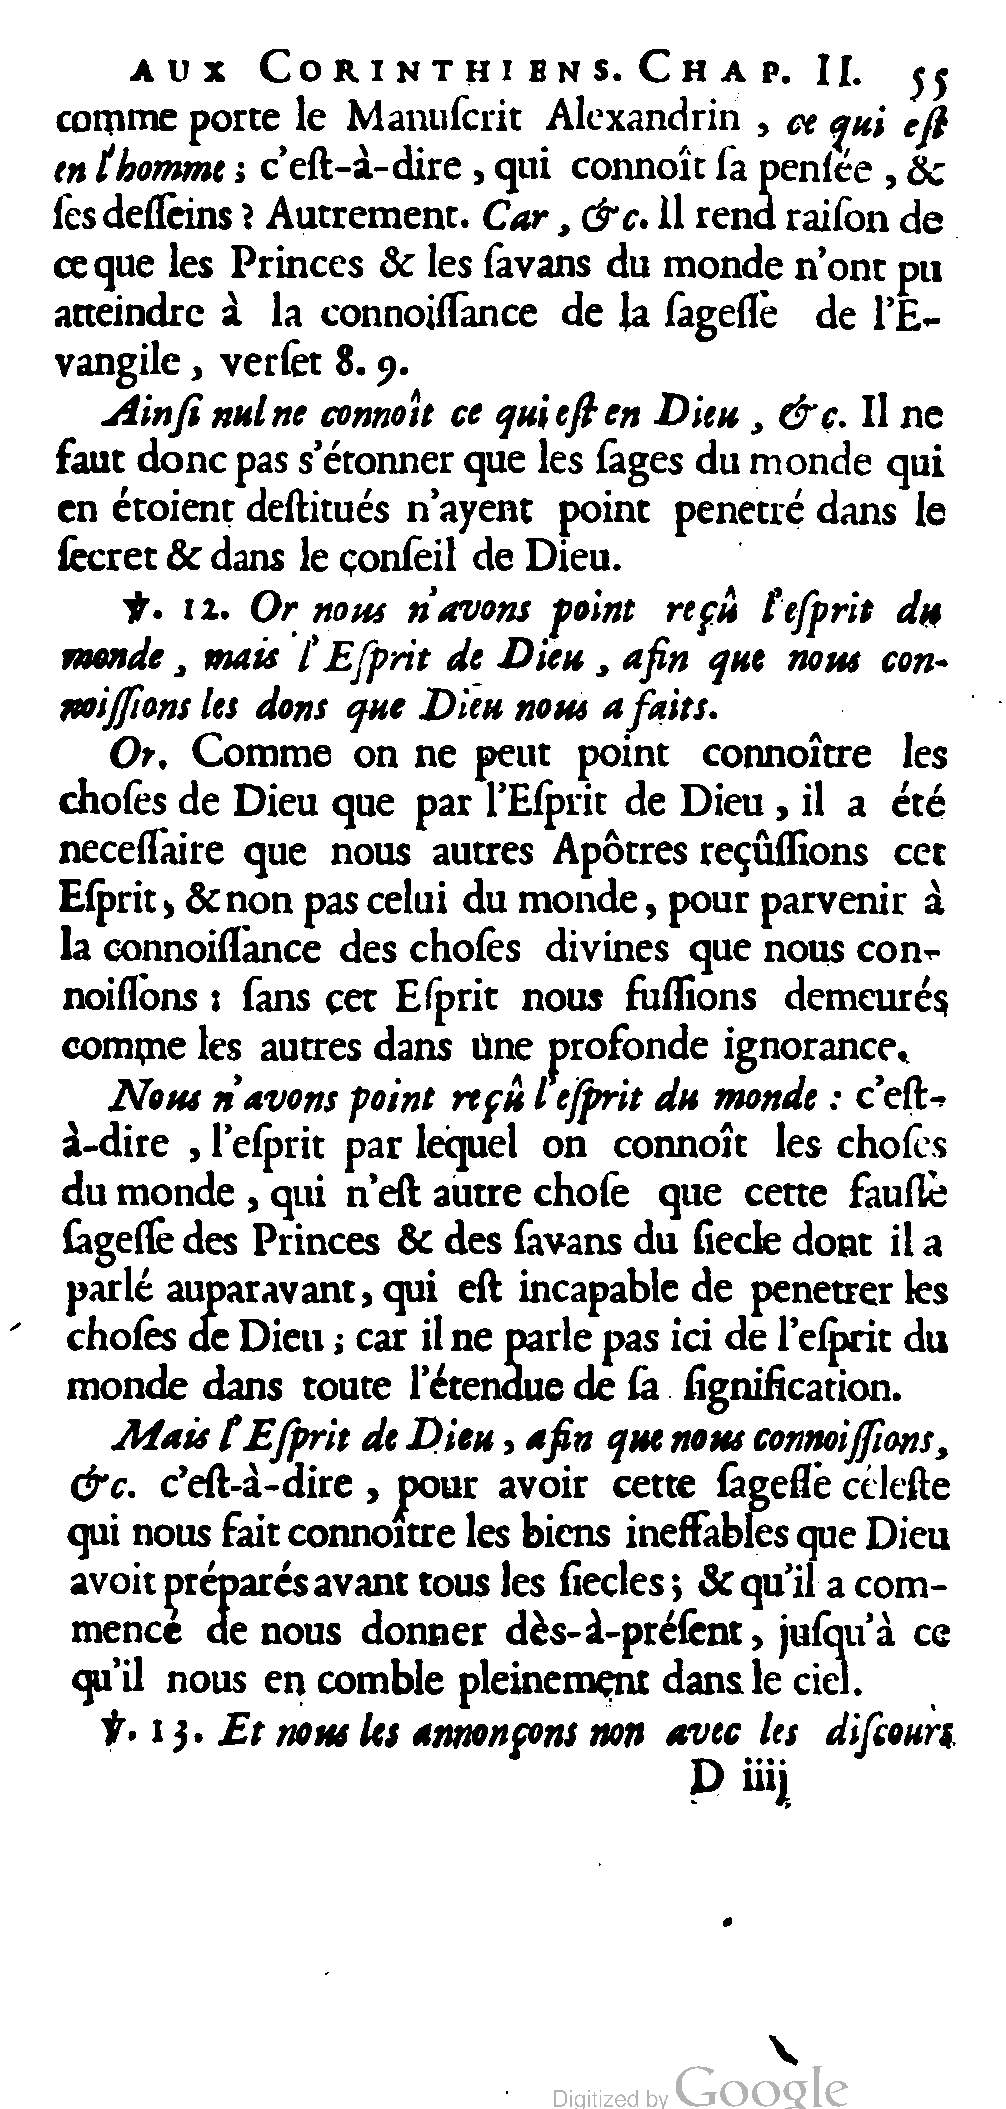 AUX CORINTHIENS. CHAP. II. 55
comme porte le Manuſcrit Alexandrin, ce qui eſt
en l'homme; c'eſt-à-dire, qui connoît ſa penſée, &
ſes deſſeins? Autrement. Car, &c. Il rend raiſon de
ce que les Princes & les ſavans du monde n'ont pu
atteindre à la connoiſſance de la ſageſſe de l'E-
vangile, verſet 8. 9.
Ainſi nul ne connoît ce qui eſt en Dieu, &c. Il ne
faut donc pas s'étonner que les ſages du monde qui
en étoient deſtitués n'ayent point penetré dans le
ſecret & dans le conſeil de Dieu.
℣. 12. Or nous n'avons point reçû l'eſprit du
monde, mais l'Eſprit de Dieu, afin que nous con-
noiſſions les dons que Dieu nous a faits.
Or. Comme on ne peut point connoître les
choſes de Dieu que par l'Eſprit de Dieu, il a été
neceſſaire que nous autres Apôtres reçûſſions cet
Eſprit, & non pas celui du monde, pour parvenir à
la connoiſſance des choſes divines que nous con-
noiſſons: ſans cet Eſprit nous fuſſions demeurés
comme les autres dans une profonde ignorance.
Nous n'avons point reçû l'eſprit du monde: c'eſt-
à-dire, l'eſprit par lequel on connoît les choſes
du monde, qui n'eſt autre choſe que cette fauſſe
ſageſſe des Princes & des ſavans du ſiecle dont il a
parlé auparavant, qui eſt incapable de penetrer les
choſes de Dieu; car il ne parle pas ici de l'eſprit du
monde dans toute l'étendue de ſa ſignification.
Mais l'Eſprit de Dieu, afin que nous connoiſſions,
&c. c'eſt-à-dire, pour avoir cette ſageſſe céleſte
qui nous fait connoître les biens ineffables que Dieu
avoit préparés avant tous les ſiecles; & qu'il a com-
mencé de nous donner dès-à-préſent, juſqu'à ce
qu'il nous en comble pleinement dans le ciel.
℣. 13. Et nous les annonçons non avec les diſcours
D iiij
Digitized by Google